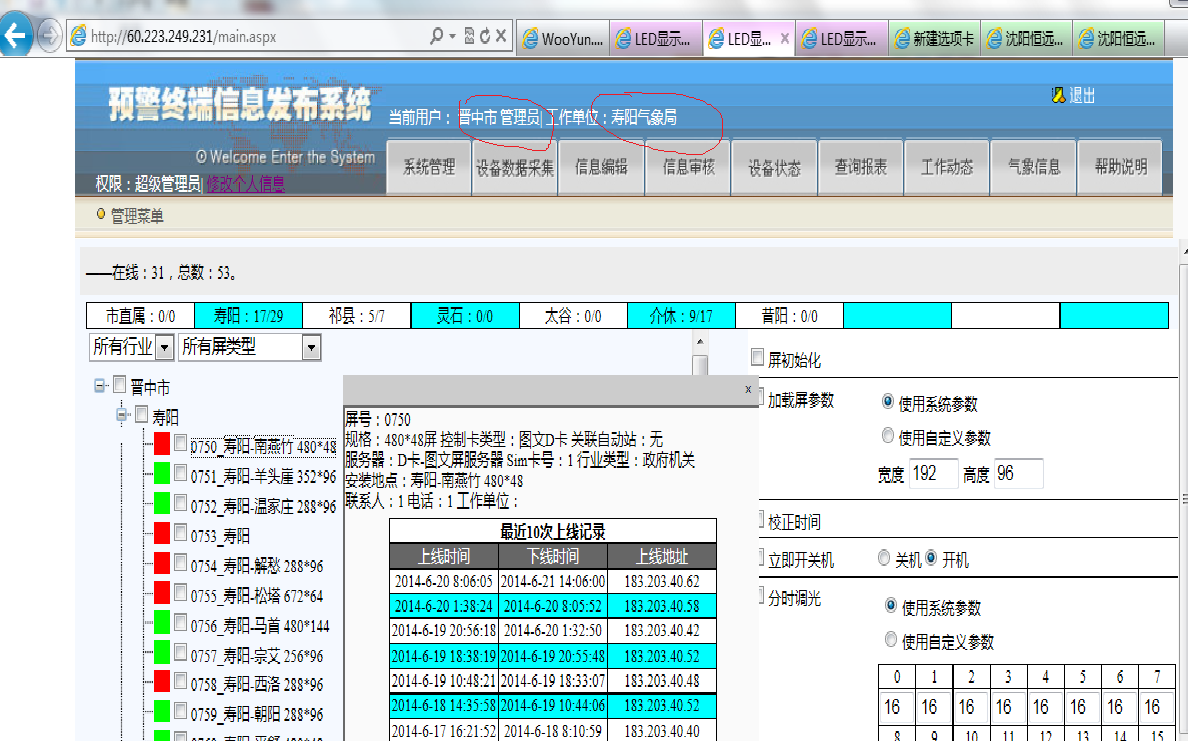 http://60.223.249.231/main.aspx
WooYun.... LED显示... LED显... LED显示... 新建选项卡 沈阳恒远... 沈阳恒远...
预警终端信息发布系统
Welcome Enter the System
权限：超级管理员| 修改个人信息
当前用户： 晋中市 管理员| 工作单位：寿阳气象局
退出
系统管理 设备数据采集 信息编辑 信息审核 设备状态 查询报表 工作动态 气象信息 帮助说明
管理菜单
——在线：31，总数：53。
市直属：0/0 寿阳：17/29 祁县：5/7 灵石：0/0 太谷：0/0 介休：9/17 昔阳：0/0
所有行业 所有屏类型
晋中市
寿阳
0750_寿阳-南燕竹 480*48
0751_寿阳-羊头崖 352*96
0752_寿阳-温家庄 288*96
0753_寿阳
0754_寿阳-解愁 288*96
0755_寿阳-松塔 672*64
0756_寿阳-马首 480*144
0757_寿阳-宗艾 256*96
0758_寿阳-西洛 288*96
0759_寿阳-朝阳 288*96
x
屏号：0750
规格：480*48屏 控制卡类型：图文D卡 关联自动站：无
服务器：D卡-图文屏服务器 Sim卡号：1 行业类型：政府机关
安装地点：寿阳-南燕竹 480*48
联系人：1 电话：1 工作单位：
最近10次上线记录
上线时间 下线时间 上线地址
2014-6-20 8:06:05 2014-6-21 14:06:00 183.203.40.62
2014-6-20 1:38:24 2014-6-20 8:05:52 183.203.40.58
2014-6-19 20:56:18 2014-6-20 1:32:50 183.203.40.42
2014-6-19 18:38:19 2014-6-19 20:55:48 183.203.40.52
2014-6-19 10:48:21 2014-6-19 18:33:07 183.203.40.48
2014-6-18 14:35:58 2014-6-19 10:44:06 183.203.40.52
2014-6-17 16:21:52 2014-6-18 8:10:59 183.203.40.40
屏初始化
加载屏参数 使用系统参数
使用自定义参数
宽度 192 高度 96
校正时间
立即开关机 关机 开机
分时调光 使用系统参数
使用自定义参数
0 1 2 3 4 5 6 7
16 16 16 16 16 16 16 16
8 9 10 11 12 13 14 15